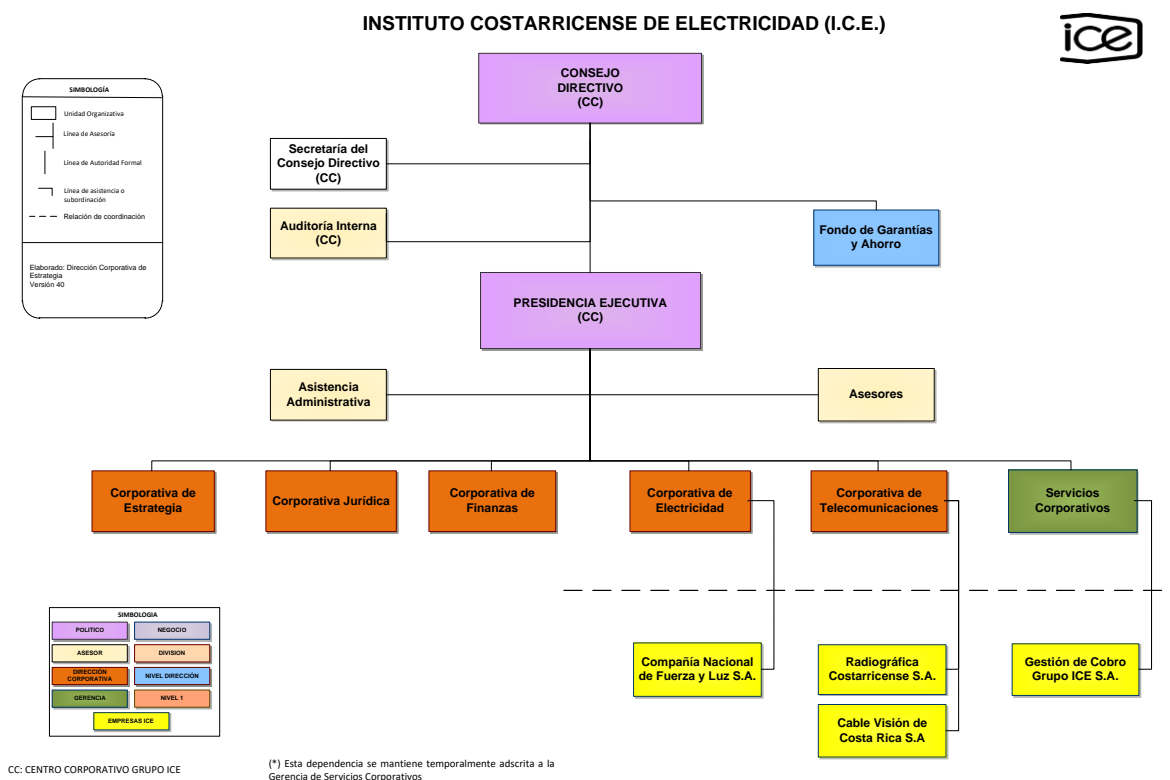 INSTITUTO COSTARRICENSE DE ELECTRICIDAD (I.C.E.)
ice
CONSEJO
DIRECTIVO
(CC)
SIMBOLOGÍA
Unidad Organizativa
Línea de Asesoría
Línea de Autoridad Formal
Línea de asistencia o
subordinación
Relación de coordinación
Elaborado: Dirección Corporativa de
Estrategia
Versión 40
Secretaría del
Consejo Directivo
(CC)
Auditoría Interna
(CC)
Fondo de Garantías
y Ahorro
PRESIDENCIA EJECUTIVA
(CC)
Asistencia
Administrativa
Asesores
Corporativa de
Estrategia
Corporativa Jurídica
Corporativa de
Finanzas
Corporativa de
Electricidad
Corporativa de
Telecomunicaciones
Servicios
Corporativos
Compañía Nacional
de Fuerza y Luz S.A.
Radiográfica
Costarricense S.A.
Gestión de Cobro
Grupo ICE S.A.
Cable Visión de
Costa Rica S.A
SIMBOLOGIA
POLITICO
NEGOCIO
ASESOR
DIVISION
DIRECCIÓN
CORPORATIVA
NIVEL DIRECCIÓN
GERENCIA
NIVEL 1
EMPRESAS ICE
CC: CENTRO CORPORATIVO GRUPO ICE
(*) Esta dependencia se mantiene temporalmente adscrita a la
Gerencia de Servicios Corporativos